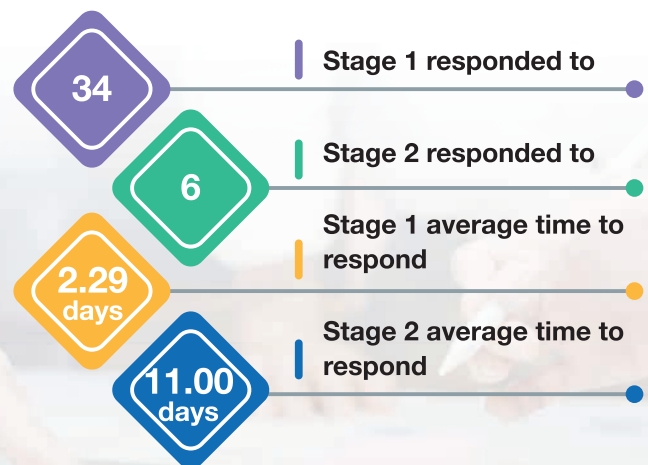 34
Stage 1 responded to
6
Stage 2 responded to
2.29
days
Stage 1 average time to
respond
11.00
days
Stage 2 average time to
respond